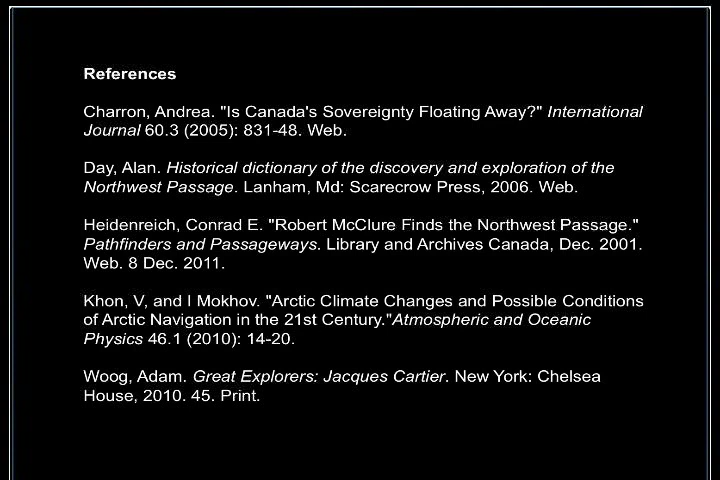 References
Charron, Andrea. "Is Canada's Sovereignty Floating Away?" International
Journal 60.3 (2005): 831-48. Web.
Day, Alan. Historical dictionary of the discovery and exploration of the
Northwest Passage. Lanham, Md: Scarecrow Press, 2006. Web.
Heidenreich, Conrad E. "Robert McClure Finds the Northwest Passage."
Pathfinders and Passageways. Library and Archives Canada, Dec. 2001.
Web. 8 Dec. 2011.
Khon, V, and I Mokhov. "Arctic Climate Changes and Possible Conditions
of Arctic Navigation in the 21st Century."Atmospheric and Oceanic
Physics 46.1 (2010): 14-20.
Woog, Adam. Great Explorers: Jacques Cartier. New York: Chelsea
House, 2010. 45. Print.